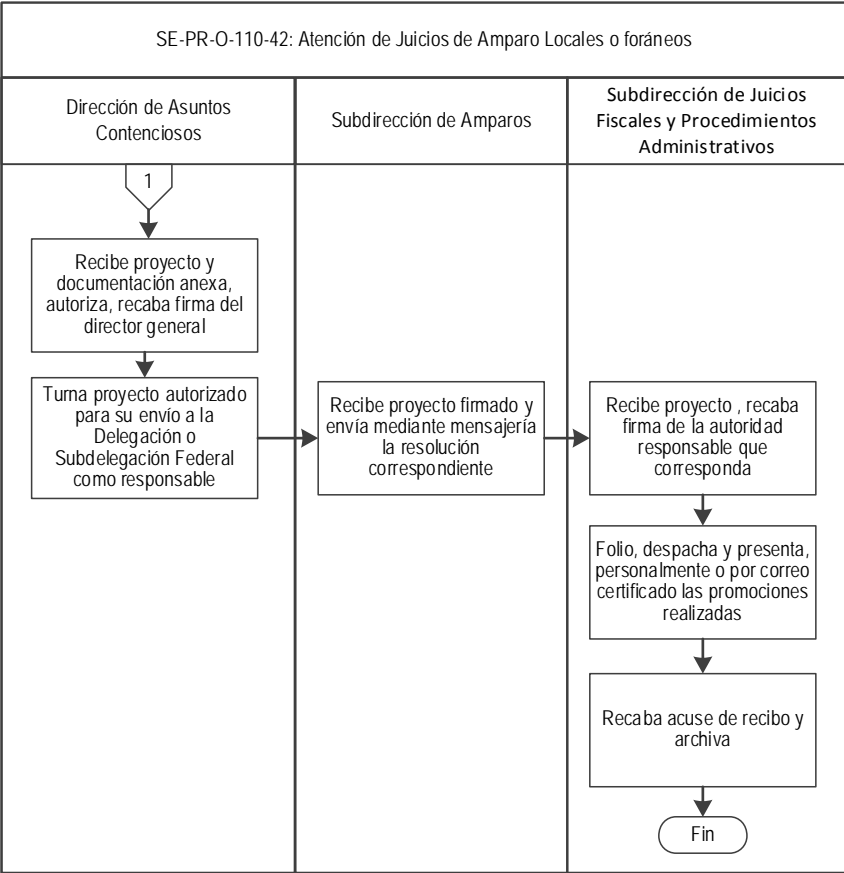 SE-PR-O-110-42: Atención de Juicios de Amparo Locales o foráneos
Dirección de Asuntos
Contenciosos
Subdirección de Amparos
Subdirección de Juicios
Fiscales y Procedimientos
Administrativos
1
Recibe proyecto y
documentación anexa,
autoriza, recaba firma del
director general
Turna proyecto autorizado
para su envío a la
Delegación o
Subdelegación Federal
como responsable
Recibe proyecto firmado y
envía mediante mensajería
la resolución
correspondiente
Recibe proyecto , recaba
firma de la autoridad
responsable que
corresponda
Folio, despacha y presenta,
personalmente o por correo
certificado las promociones
realizadas
Recaba acuse de recibo y
archiva
Fin